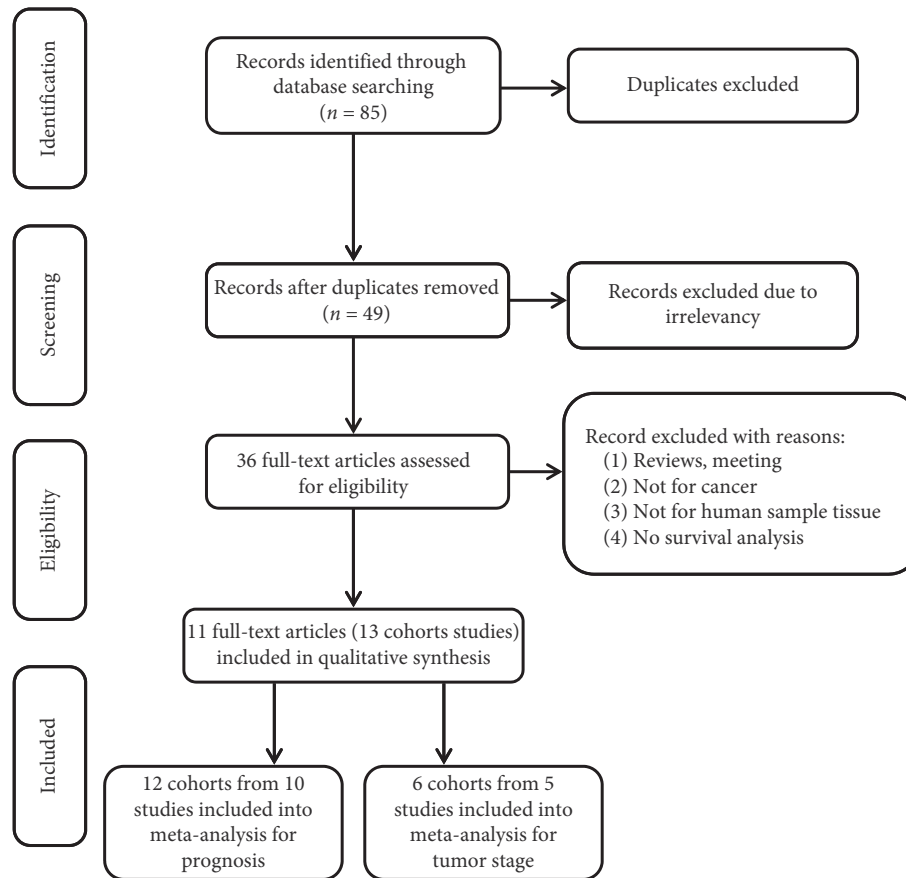 Identification
Records identified through
database searching
(n = 85)
Duplicates excluded
Screening
Records after duplicates removed
(n = 49)
Records excluded due to
irrelevancy
Eligibility
36 full-text articles assessed
for eligibility
Record excluded with reasons:
(1) Reviews, meeting
(2) Not for cancer
(3) Not for human sample tissue
(4) No survival analysis
11 full-text articles (13 cohorts studies)
included in qualitative synthesis
Included
12 cohorts from 10
studies included into
meta-analysis for
prognosis
6 cohorts from 5
studies included into
meta-analysis for
tumor stage